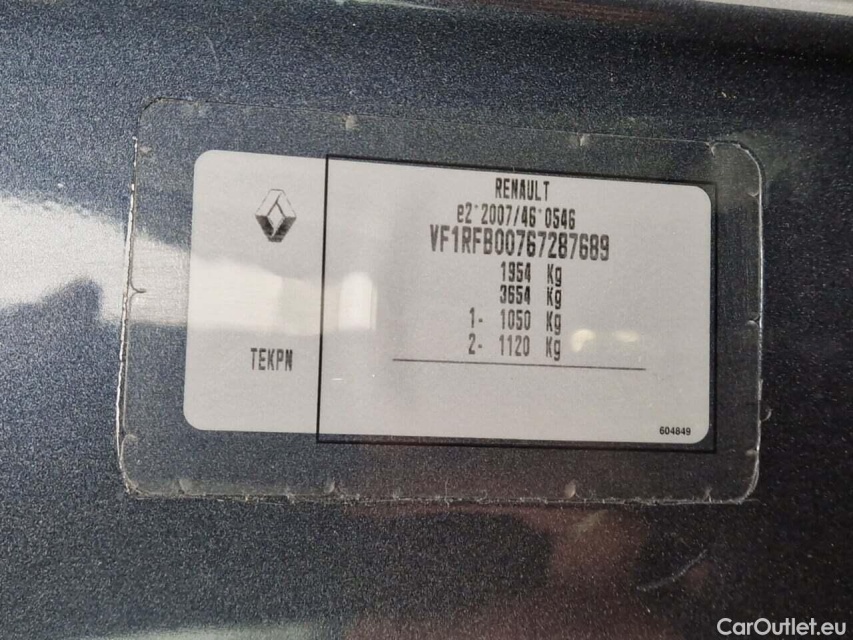 RENAULT
e2*2007/46*0546
VF1RFB00767287689
1954 Kg
3654 Kg
1- 1050 Kg
2- 1120 Kg
TEKPN
604849
CarOutlet.eu